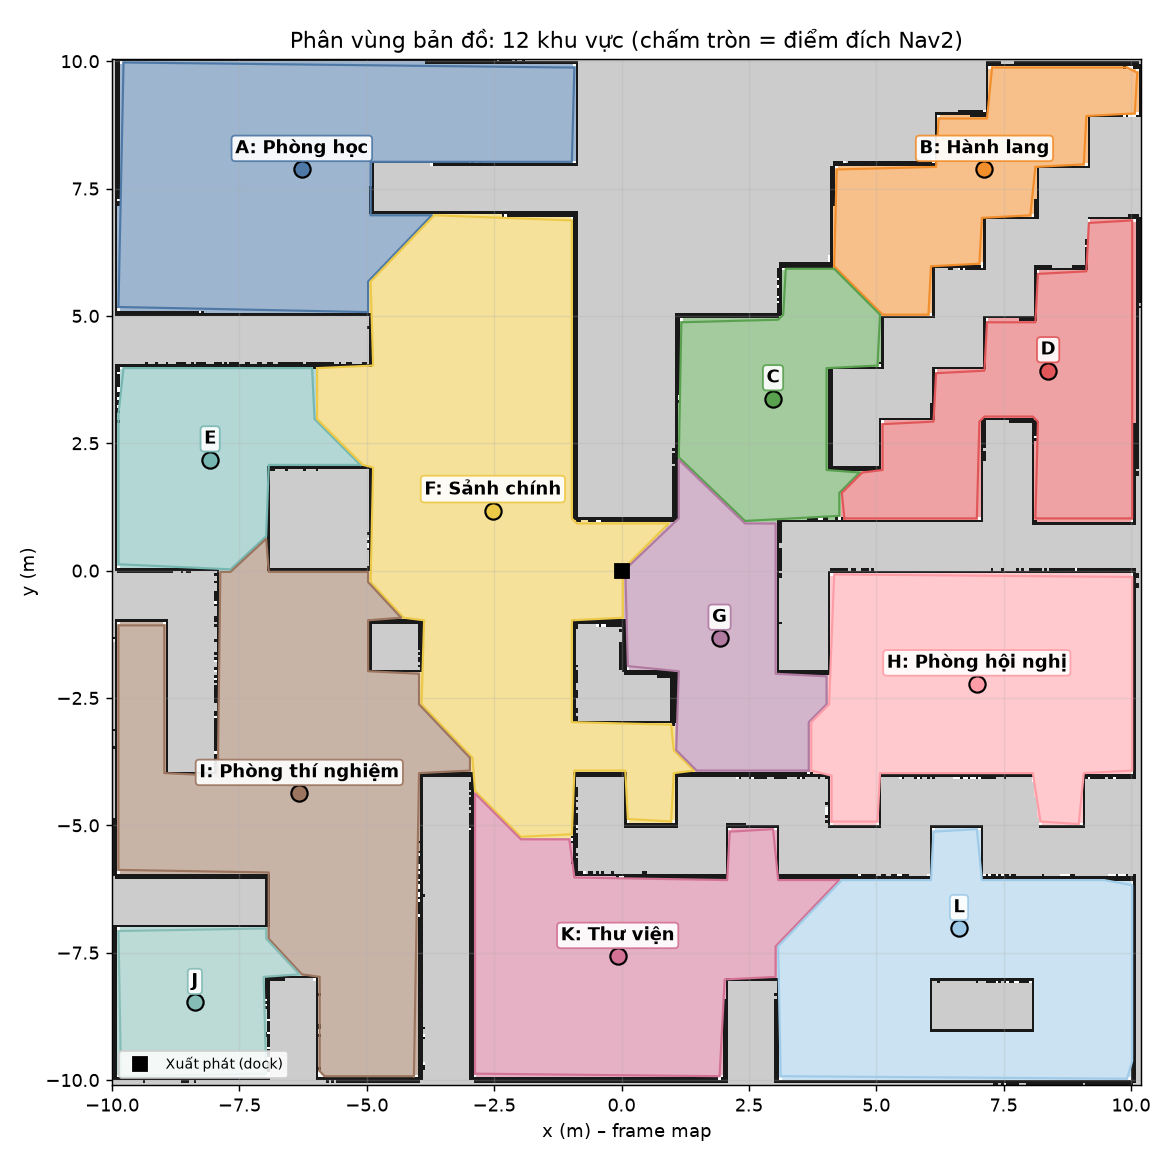 Phân vùng bản đồ: 12 khu vực (chấm tròn = điểm đích Nav2)
10.0
A: Phòng học
B: Hành lang
7.5
5.0
D
C
E
2.5
F: Sảnh chính
y (m)
0.0
G
H: Phòng hội nghị
−2.5
I: Phòng thí nghiệm
−5.0
L
K: Thư viện
−7.5
J
Xuất phát (dock)
−10.0
−10.0 −7.5 −5.0 −2.5 0.0 2.5 5.0 7.5 10.0
x (m) – frame map